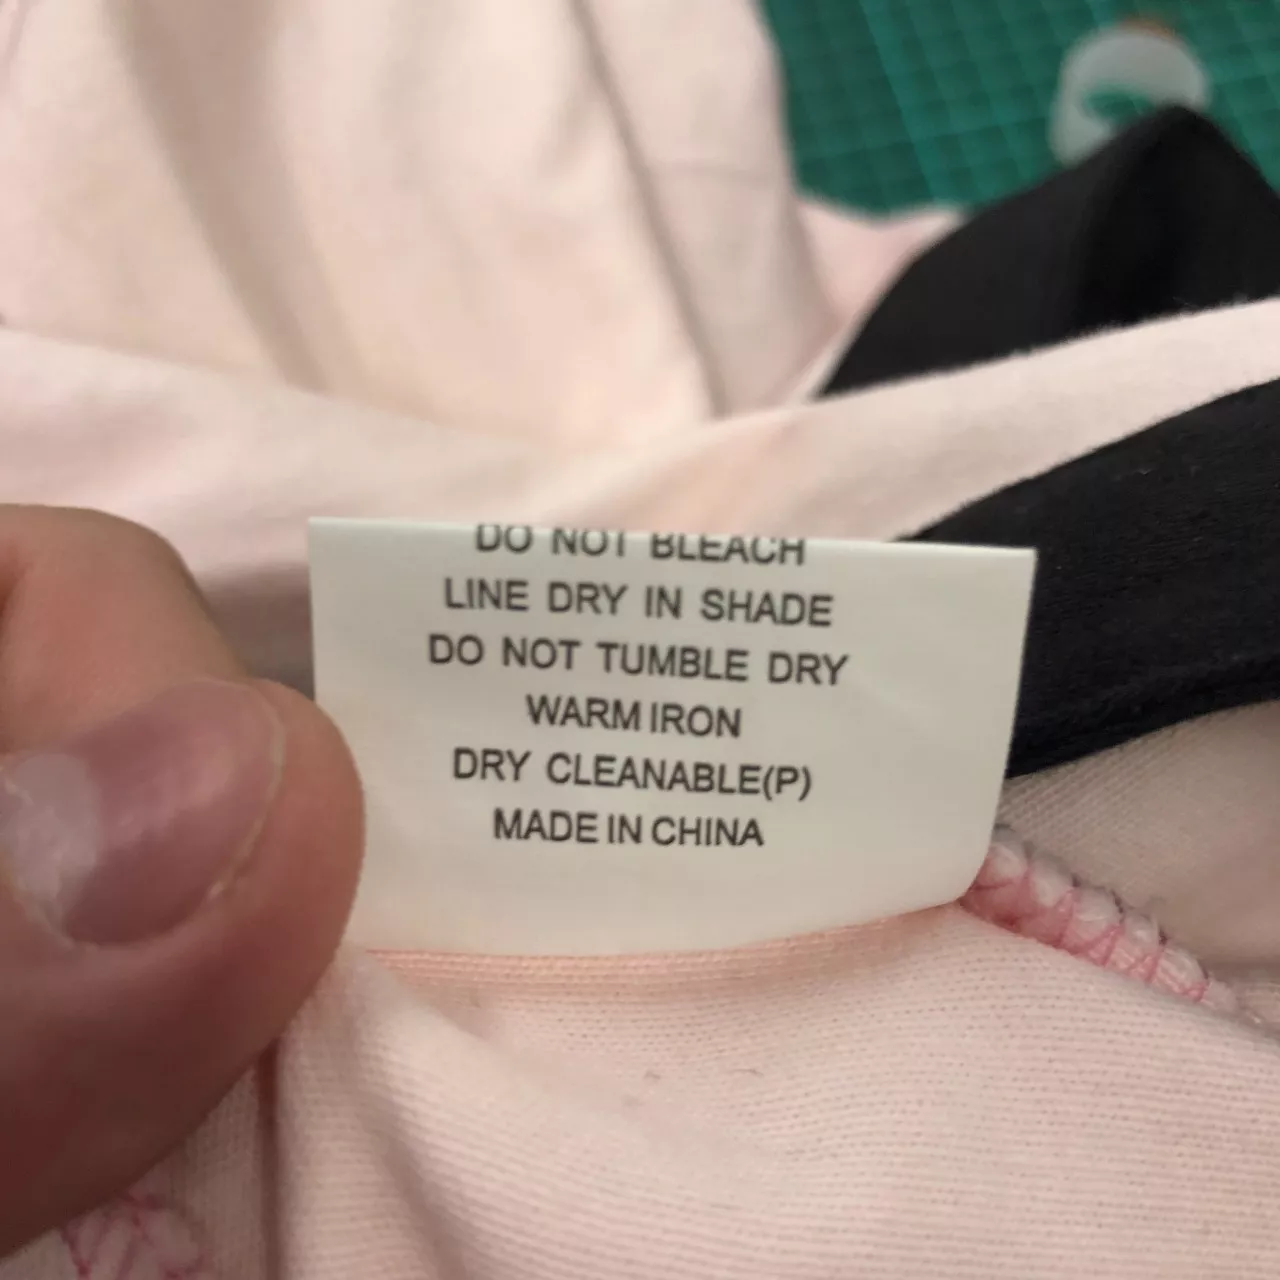 DO NOT BLEACH
LINE DRY IN SHADE
DO NOT TUMBLE DRY
WARM IRON
DRY CLEANABLE(P)
MADE IN CHINA